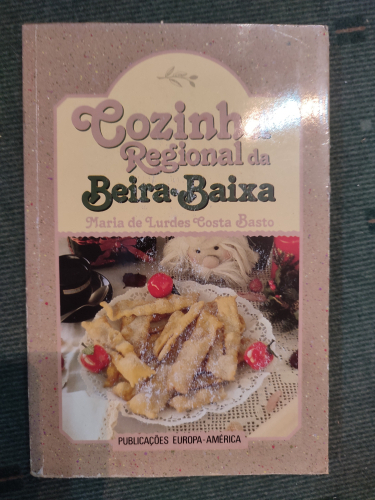 Cozinha
Regional da
Beira-Baixa
Maria de Lurdes Costa Basto
PUBLICAÇÕES EUROPA-AMÉRICA